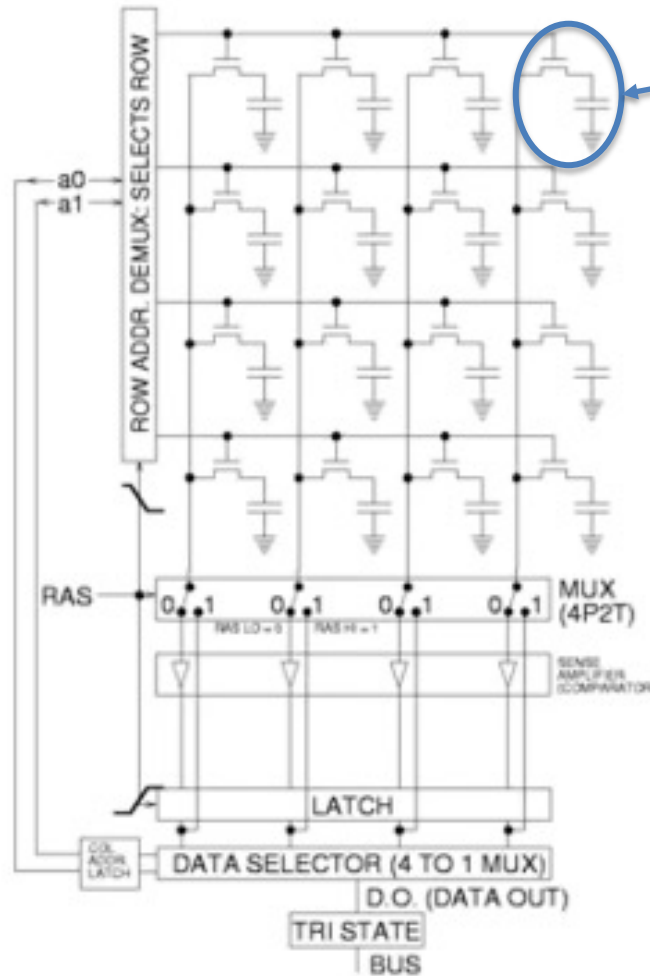 ROW ADDR. DEMUX: SELECTS ROW
a0
a1
RAS
0 1
0 1
0 1
0 1
MUX
(4P2T)
RAS LO = 0
RAS HI = 1
SENSE
AMPLIFIER
(COMPARATOR
LATCH
COL.
ADDR.
LATCH
DATA SELECTOR (4 TO 1 MUX)
D.O. (DATA OUT)
TRI STATE
BUS